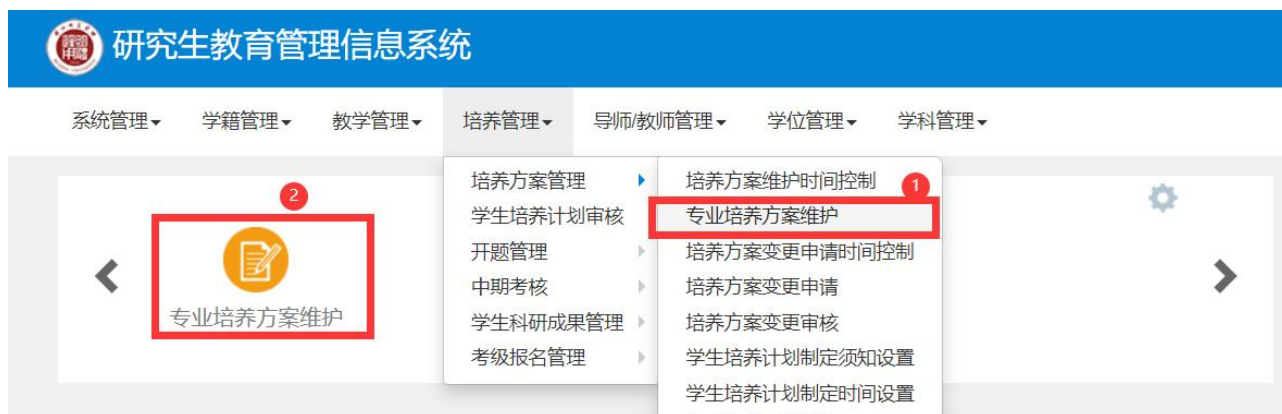 研究生教育管理信息系统
系统管理 学籍管理 教学管理 培养管理 导师/教师管理 学位管理 学科管理
培养方案管理
学生培养计划审核
开题管理
中期考核
学生科研成果管理
考级报名管理
培养方案维护时间控制
1
专业培养方案维护
培养方案变更申请时间控制
培养方案变更申请
培养方案变更审核
学生培养计划制定须知设置
学生培养计划制定时间设置
2
专业培养方案维护